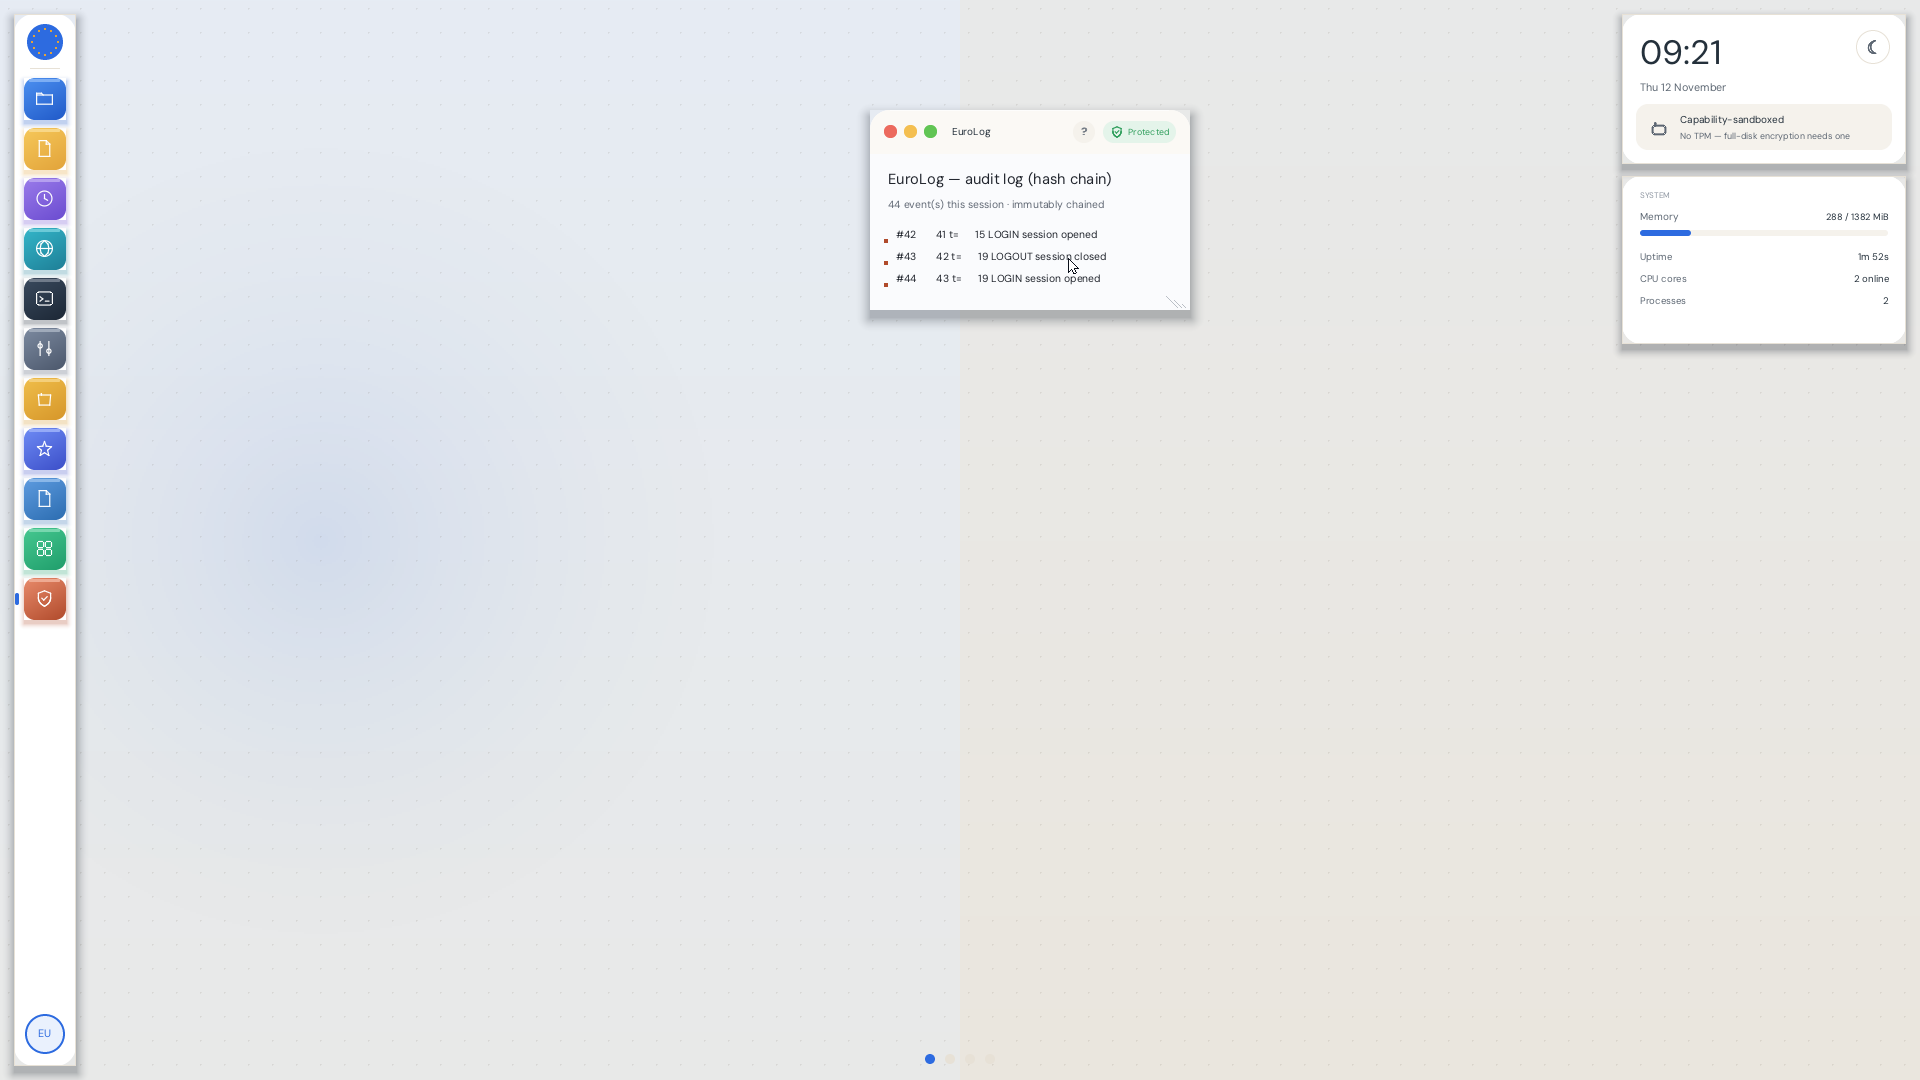 EuroLog
?
Protected
EuroLog — audit log (hash chain)
44 event(s) this session · immutably chained
#42 41 t= 15 LOGIN session opened
#43 42 t= 19 LOGOUT session closed
#44 43 t= 19 LOGIN session opened
09:21
Thu 12 November
Capability-sandboxed
No TPM — full-disk encryption needs one
SYSTEM
Memory 288 / 1382 MiB
Uptime 1m 52s
CPU cores 2 online
Processes 2
EU